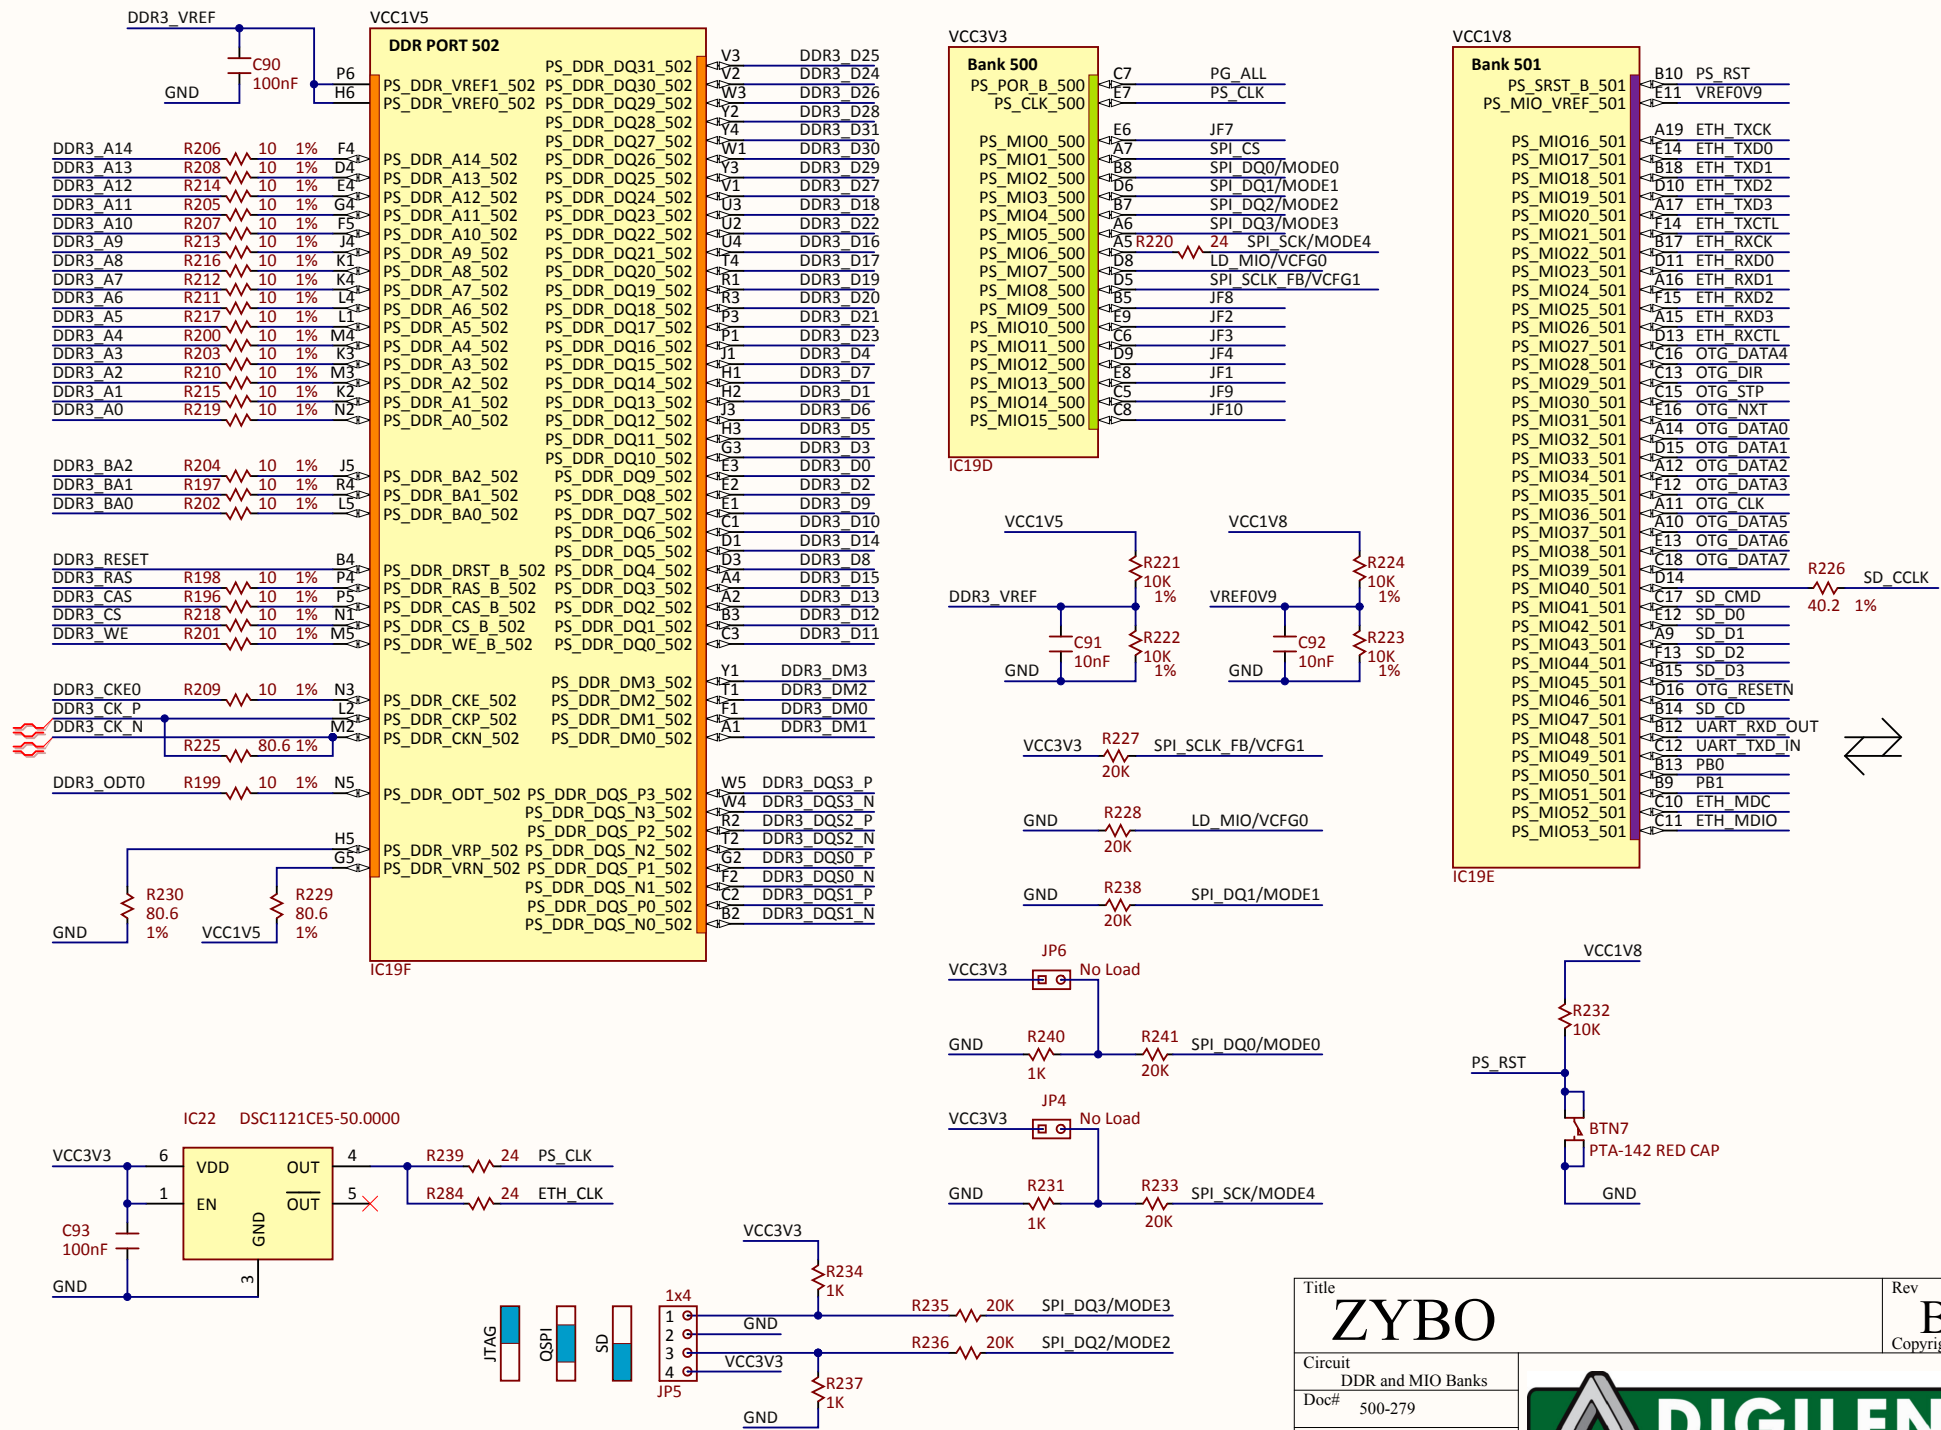 DDR3_VREF
C90
100nF
GND
VCC1V5
DDR PORT 502
P6 PS_DDR_VREF1_502
H6 PS_DDR_VREF0_502
DDR3_A14 R206 10 1% F4 PS_DDR_A14_502
DDR3_A13 R208 10 1% D4 PS_DDR_A13_502
DDR3_A12 R214 10 1% E4 PS_DDR_A12_502
DDR3_A11 R205 10 1% G4 PS_DDR_A11_502
DDR3_A10 R207 10 1% F5 PS_DDR_A10_502
DDR3_A9 R213 10 1% J4 PS_DDR_A9_502
DDR3_A8 R216 10 1% K1 PS_DDR_A8_502
DDR3_A7 R212 10 1% K4 PS_DDR_A7_502
DDR3_A6 R211 10 1% L4 PS_DDR_A6_502
DDR3_A5 R217 10 1% L1 PS_DDR_A5_502
DDR3_A4 R200 10 1% M4 PS_DDR_A4_502
DDR3_A3 R203 10 1% K3 PS_DDR_A3_502
DDR3_A2 R210 10 1% M3 PS_DDR_A2_502
DDR3_A1 R215 10 1% K2 PS_DDR_A1_502
DDR3_A0 R219 10 1% N2 PS_DDR_A0_502
DDR3_BA2 R204 10 1% J5 PS_DDR_BA2_502
DDR3_BA1 R197 10 1% R4 PS_DDR_BA1_502
DDR3_BA0 R202 10 1% L5 PS_DDR_BA0_502
DDR3_RESET B4 PS_DDR_DRST_B_502
DDR3_RAS R198 10 1% P4 PS_DDR_RAS_B_502
DDR3_CAS R196 10 1% P5 PS_DDR_CAS_B_502
DDR3_CS R218 10 1% N1 PS_DDR_CS_B_502
DDR3_WE R201 10 1% M5 PS_DDR_WE_B_502
DDR3_CKE0 R209 10 1% N3 PS_DDR_CKE_502
DDR3_CK_P L2 PS_DDR_CKP_502
DDR3_CK_N M2 PS_DDR_CKN_502
R225 80.6 1%
DDR3_ODT0 R199 10 1% N5 PS_DDR_ODT_502
H5 PS_DDR_VRP_502
G5 PS_DDR_VRN_502
R230
80.6
1%
GND
R229
80.6
1%
VCC1V5
PS_DDR_DQ31_502 V3 DDR3_D25
PS_DDR_DQ30_502 V2 DDR3_D24
PS_DDR_DQ29_502 W3 DDR3_D26
PS_DDR_DQ28_502 Y2 DDR3_D28
PS_DDR_DQ27_502 Y4 DDR3_D31
PS_DDR_DQ26_502 W1 DDR3_D30
PS_DDR_DQ25_502 Y3 DDR3_D29
PS_DDR_DQ24_502 V1 DDR3_D27
PS_DDR_DQ23_502 U3 DDR3_D18
PS_DDR_DQ22_502 U2 DDR3_D22
PS_DDR_DQ21_502 U4 DDR3_D16
PS_DDR_DQ20_502 T4 DDR3_D17
PS_DDR_DQ19_502 R1 DDR3_D19
PS_DDR_DQ18_502 R3 DDR3_D20
PS_DDR_DQ17_502 P3 DDR3_D21
PS_DDR_DQ16_502 P1 DDR3_D23
PS_DDR_DQ15_502 J1 DDR3_D4
PS_DDR_DQ14_502 H1 DDR3_D7
PS_DDR_DQ13_502 H2 DDR3_D1
PS_DDR_DQ12_502 J3 DDR3_D6
PS_DDR_DQ11_502 H3 DDR3_D5
PS_DDR_DQ10_502 G3 DDR3_D3
PS_DDR_DQ9_502 E3 DDR3_D0
PS_DDR_DQ8_502 E2 DDR3_D2
PS_DDR_DQ7_502 E1 DDR3_D9
PS_DDR_DQ6_502 C1 DDR3_D10
PS_DDR_DQ5_502 D1 DDR3_D14
PS_DDR_DQ4_502 D3 DDR3_D8
PS_DDR_DQ3_502 A4 DDR3_D15
PS_DDR_DQ2_502 A2 DDR3_D13
PS_DDR_DQ1_502 B3 DDR3_D12
PS_DDR_DQ0_502 C3 DDR3_D11
PS_DDR_DM3_502 Y1 DDR3_DM3
PS_DDR_DM2_502 T1 DDR3_DM2
PS_DDR_DM1_502 F1 DDR3_DM0
PS_DDR_DM0_502 A1 DDR3_DM1
PS_DDR_DQS_P3_502 W5 DDR3_DQS3_P
PS_DDR_DQS_N3_502 W4 DDR3_DQS3_N
PS_DDR_DQS_P2_502 R2 DDR3_DQS2_P
PS_DDR_DQS_N2_502 T2 DDR3_DQS2_N
PS_DDR_DQS_P1_502 G2 DDR3_DQS0_P
PS_DDR_DQS_N1_502 F2 DDR3_DQS0_N
PS_DDR_DQS_P0_502 C2 DDR3_DQS1_P
PS_DDR_DQS_N0_502 B2 DDR3_DQS1_N
IC19F
VCC3V3
Bank 500
PS_POR_B_500 C7 PG_ALL
PS_CLK_500 E7 PS_CLK
PS_MIO0_500 E6 JF7
PS_MIO1_500 A7 SPI_CS
PS_MIO2_500 B8 SPI_DQ0/MODE0
PS_MIO3_500 D6 SPI_DQ1/MODE1
PS_MIO4_500 B7 SPI_DQ2/MODE2
PS_MIO5_500 A6 SPI_DQ3/MODE3
PS_MIO6_500 A5 R220 24 SPI_SCK/MODE4
PS_MIO7_500 D8 LD_MIO/VCFG0
PS_MIO8_500 D5 SPI_SCLK_FB/VCFG1
PS_MIO9_500 B5 JF8
PS_MIO10_500 E9 JF2
PS_MIO11_500 C6 JF3
PS_MIO12_500 D9 JF4
PS_MIO13_500 E8 JF1
PS_MIO14_500 C5 JF9
PS_MIO15_500 C8 JF10
IC19D
VCC1V5
R221
10K
1%
DDR3_VREF
C91
10nF
R222
10K
1%
GND
VCC1V8
R224
10K
1%
VREF0V9
C92
10nF
R223
10K
1%
GND
VCC3V3 R227 SPI_SCLK_FB/VCFG1
20K
GND R228 LD_MIO/VCFG0
20K
GND R238 SPI_DQ1/MODE1
20K
JP6
VCC3V3 No Load
GND R240 R241 SPI_DQ0/MODE0
1K 20K
JP4
VCC3V3 No Load
GND R231 R233 SPI_SCK/MODE4
1K 20K
VCC1V8
Bank 501
PS_SRST_B_501 B10 PS_RST
PS_MIO_VREF_501 E11 VREF0V9
PS_MIO16_501 A19 ETH_TXCK
PS_MIO17_501 E14 ETH_TXD0
PS_MIO18_501 B18 ETH_TXD1
PS_MIO19_501 D10 ETH_TXD2
PS_MIO20_501 A17 ETH_TXD3
PS_MIO21_501 F14 ETH_TXCTL
PS_MIO22_501 B17 ETH_RXCK
PS_MIO23_501 D11 ETH_RXD0
PS_MIO24_501 A16 ETH_RXD1
PS_MIO25_501 F15 ETH_RXD2
PS_MIO26_501 A15 ETH_RXD3
PS_MIO27_501 D13 ETH_RXCTL
PS_MIO28_501 C16 OTG_DATA4
PS_MIO29_501 C13 OTG_DIR
PS_MIO30_501 C15 OTG_STP
PS_MIO31_501 E16 OTG_NXT
PS_MIO32_501 A14 OTG_DATA0
PS_MIO33_501 D15 OTG_DATA1
PS_MIO34_501 A12 OTG_DATA2
PS_MIO35_501 F12 OTG_DATA3
PS_MIO36_501 A11 OTG_CLK
PS_MIO37_501 A10 OTG_DATA5
PS_MIO38_501 E13 OTG_DATA6
PS_MIO39_501 C18 OTG_DATA7
PS_MIO40_501 D14 R226 SD_CCLK
40.2 1%
PS_MIO41_501 C17 SD_CMD
PS_MIO42_501 E12 SD_D0
PS_MIO43_501 A9 SD_D1
PS_MIO44_501 F13 SD_D2
PS_MIO45_501 B15 SD_D3
PS_MIO46_501 D16 OTG_RESETN
PS_MIO47_501 B14 SD_CD
PS_MIO48_501 B12 UART_RXD_OUT
PS_MIO49_501 C12 UART_TXD_IN
PS_MIO50_501 B13 PB0
PS_MIO51_501 B9 PB1
PS_MIO52_501 C10 ETH_MDC
PS_MIO53_501 C11 ETH_MDIO
IC19E
VCC1V8
R232
10K
PS_RST
BTN7
PTA-142 RED CAP
GND
IC22 DSC1121CE5-50.0000
VCC3V3 6 VDD OUT 4 R239 24 PS_CLK
1 EN OUT 5 R284 24 ETH_CLK
C93
100nF
GND
3
GND
JTAG
QSPI
SD
VCC3V3
R234
1K
1x4
1 R235 20K SPI_DQ3/MODE3
2 GND
3 R236 20K SPI_DQ2/MODE2
4 VCC3V3
JP5
R237
1K
GND
Title
ZYBO
Rev
B
Copyrig
Circuit
DDR and MIO Banks
Doc#
500-279
DIGILEN